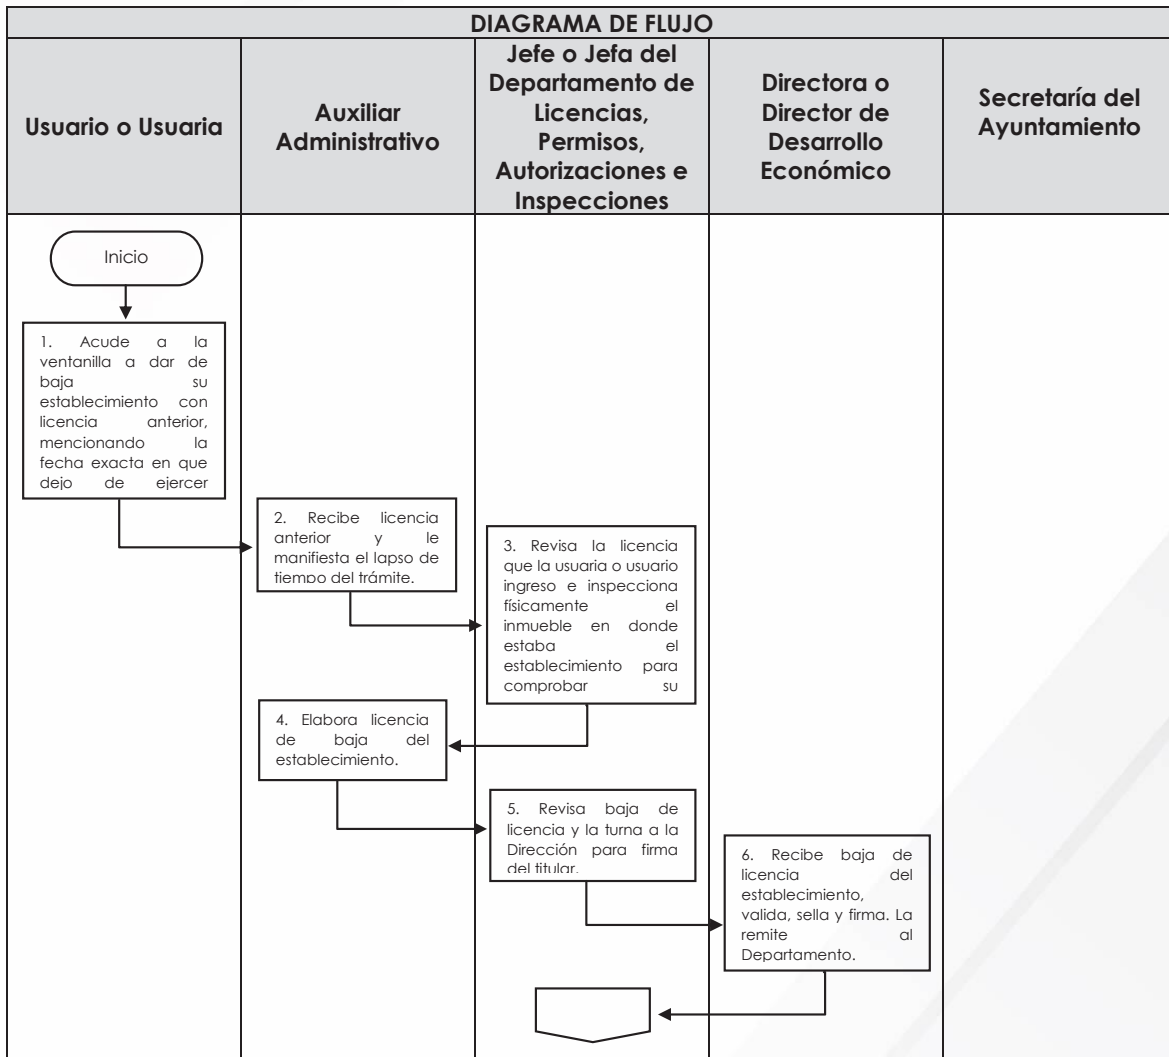 DIAGRAMA DE FLUJO
Usuario o Usuaria
Auxiliar
Administrativo
Jefe o Jefa del
Departamento de
Licencias,
Permisos,
Autorizaciones e
Inspecciones
Directora o
Director de
Desarrollo
Económico
Secretaría del
Ayuntamiento
Inicio
1. Acude a la
ventanilla a dar de
baja su
establecimiento con
licencia anterior,
mencionando la
fecha exacta en que
dejo de ejercer
2. Recibe licencia
anterior y le
manifiesta el lapso de
tiempo del trámite.
3. Revisa la licencia
que la usuaria o usuario
ingreso e inspecciona
físicamente el
inmueble en donde
estaba el
establecimiento para
comprobar su
4. Elabora licencia
de baja del
establecimiento.
5. Revisa baja de
licencia y la turna a la
Dirección para firma
del titular.
6. Recibe baja de
licencia del
establecimiento,
valida, sella y firma. La
remite al
Departamento.